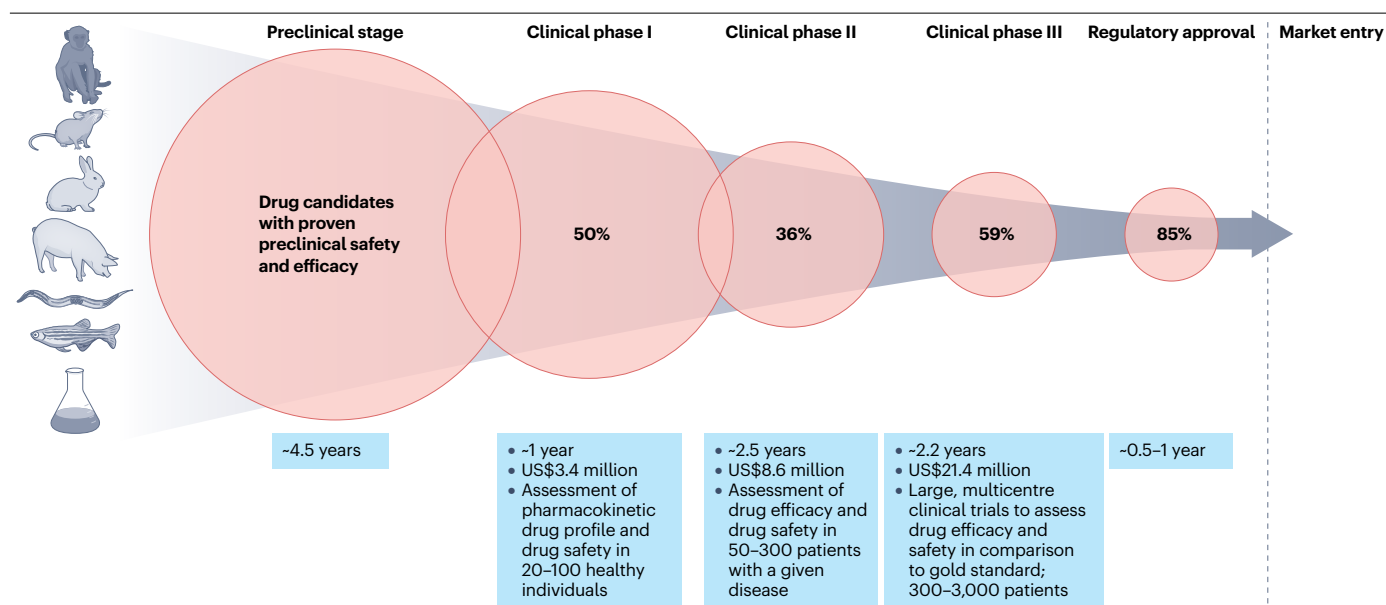 Preclinical stage
Clinical phase I
Clinical phase II
Clinical phase III
Regulatory approval
Market entry
Drug candidates
with proven
preclinical safety
and efficacy
50%
36%
59%
85%
~4.5 years
• ~1 year
• US$3.4 million
• Assessment of
pharmacokinetic
drug profile and
drug safety in
20–100 healthy
individuals
• ~2.5 years
• US$8.6 million
• Assessment of
drug efficacy and
drug safety in
50–300 patients
with a given
disease
• ~2.2 years
• US$21.4 million
• Large, multicentre
clinical trials to assess
drug efficacy and
safety in comparison
to gold standard;
300–3,000 patients
~0.5–1 year